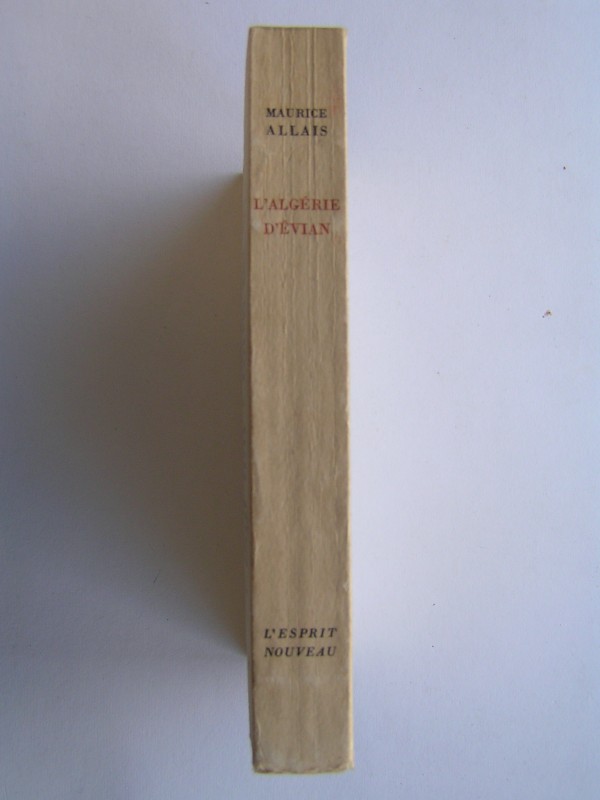 MAURICE
ALLAIS
L'ALGÉRIE
D'ÉVIAN
L'ESPRIT
NOUVEAU